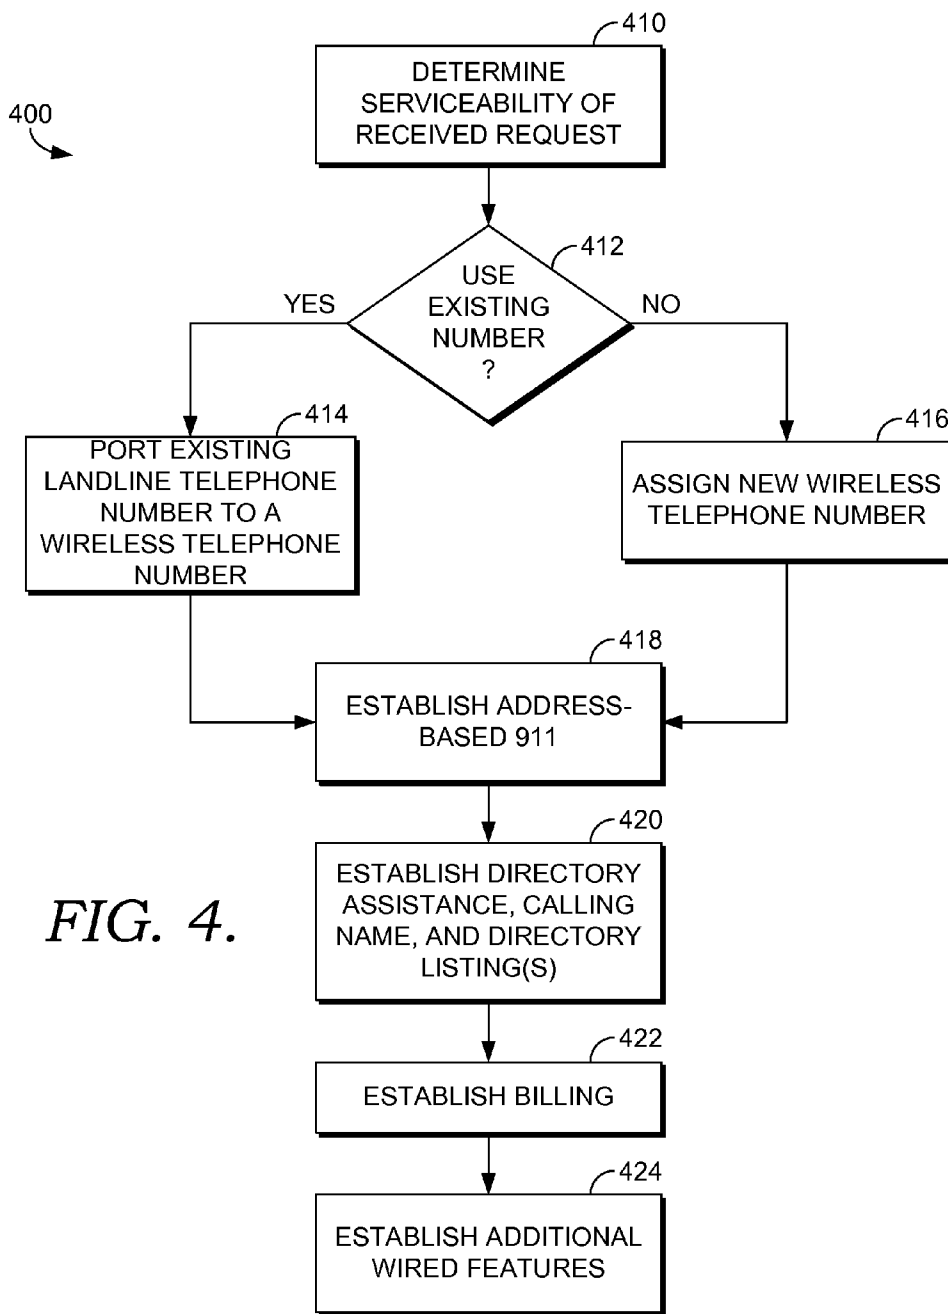 410
DETERMINE
SERVICEABILITY OF
RECEIVED REQUEST
400
412
USE
EXISTING
NUMBER
?
YES
NO
414
PORT EXISTING
LANDLINE TELEPHONE
NUMBER TO A
WIRELESS TELEPHONE
NUMBER
416
ASSIGN NEW WIRELESS
TELEPHONE NUMBER
418
ESTABLISH ADDRESS-
BASED 911
420
ESTABLISH DIRECTORY
ASSISTANCE, CALLING
NAME, AND DIRECTORY
LISTING(S)
FIG. 4.
422
ESTABLISH BILLING
424
ESTABLISH ADDITIONAL
WIRED FEATURES